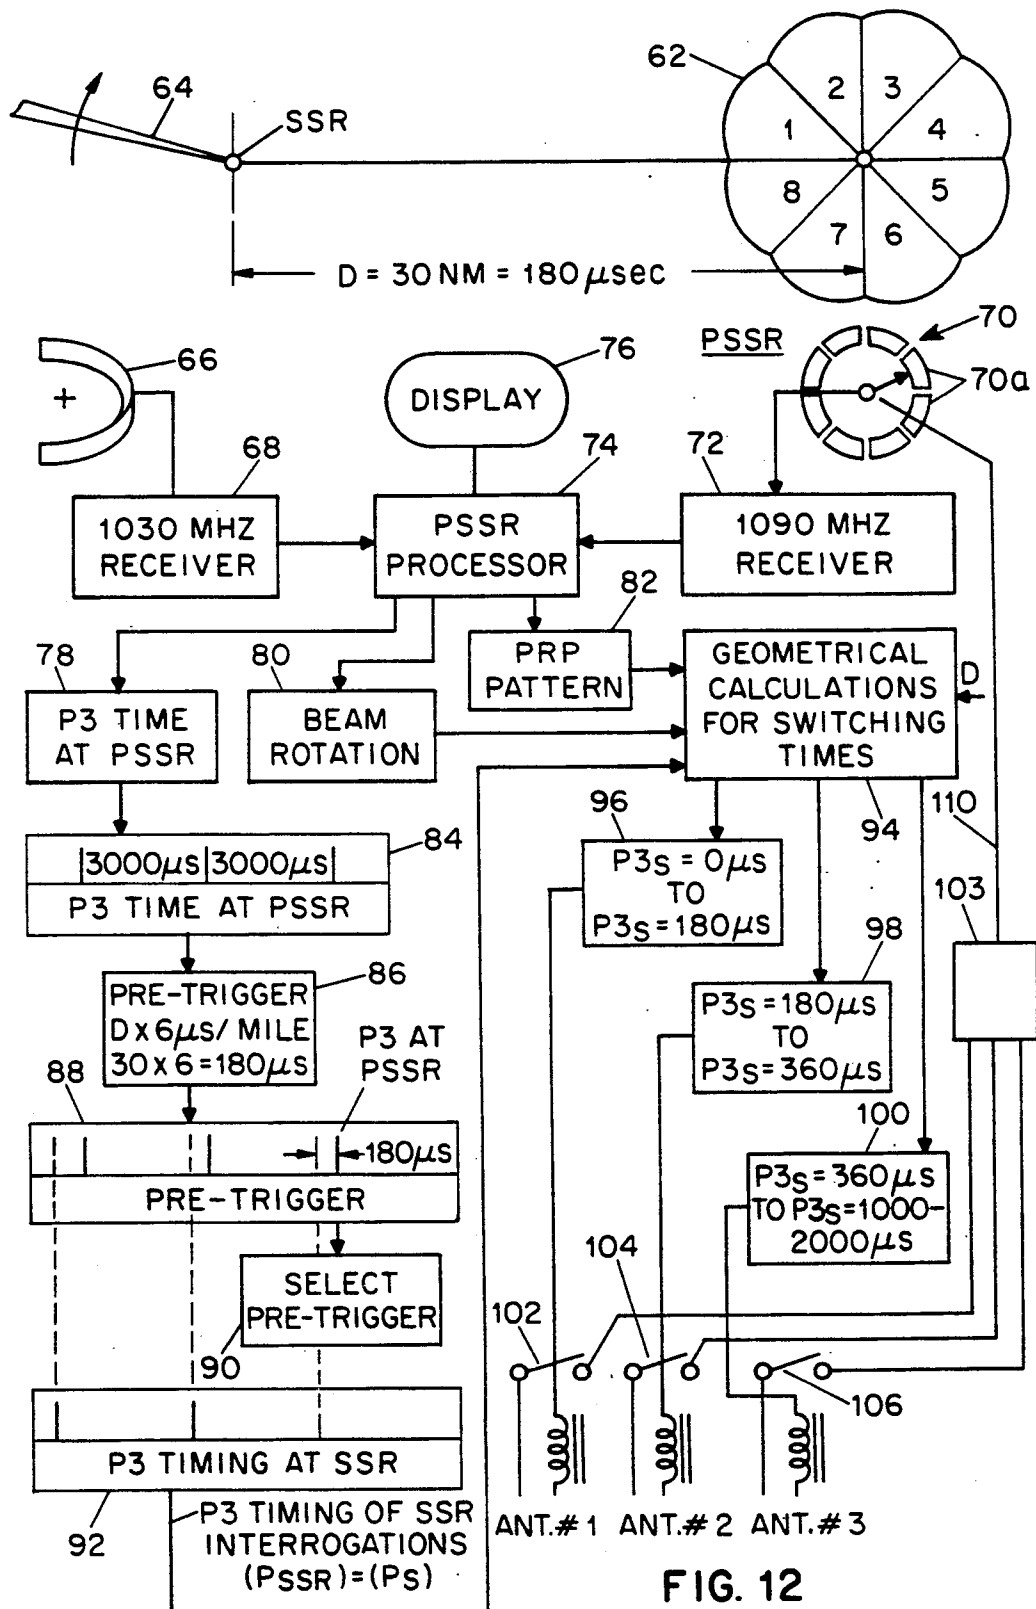 64
SSR
62
1
2
3
4
5
6
7
8
D = 30 NM = 180 μsec
66
76
PSSR
70
70a
DISPLAY
68
74
72
1030 MHZ
RECEIVER
PSSR
PROCESSOR
1090 MHZ
RECEIVER
78
80
82
P3 TIME
AT PSSR
BEAM
ROTATION
PRP
PATTERN
GEOMETRICAL
CALCULATIONS
FOR SWITCHING
TIMES
D
94
110
84
3000μs 3000μs
P3 TIME AT PSSR
96
P3s = 0μs
TO
P3s = 180μs
103
86
PRE-TRIGGER
D x 6μs/ MILE
30 x 6 = 180μs
98
P3s = 180μs
TO
P3s = 360μs
P3 AT
PSSR
88
180μs
PRE-TRIGGER
100
P3s = 360μs
TO P3s = 1000-
2000μs
SELECT
PRE-TRIGGER
90
102
104
106
P3 TIMING AT SSR
92
P3 TIMING OF SSR
INTERROGATIONS
(PSSR) = (Ps)
ANT.#1 ANT.#2 ANT.#3
FIG. 12